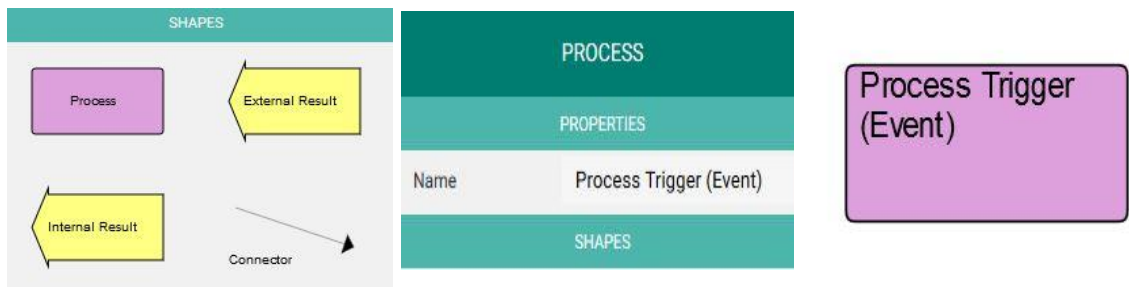 SHAPES
Process
External Result
Internal Result
Connector
PROCESS
PROPERTIES
Name
Process Trigger (Event)
SHAPES
Process Trigger
(Event)